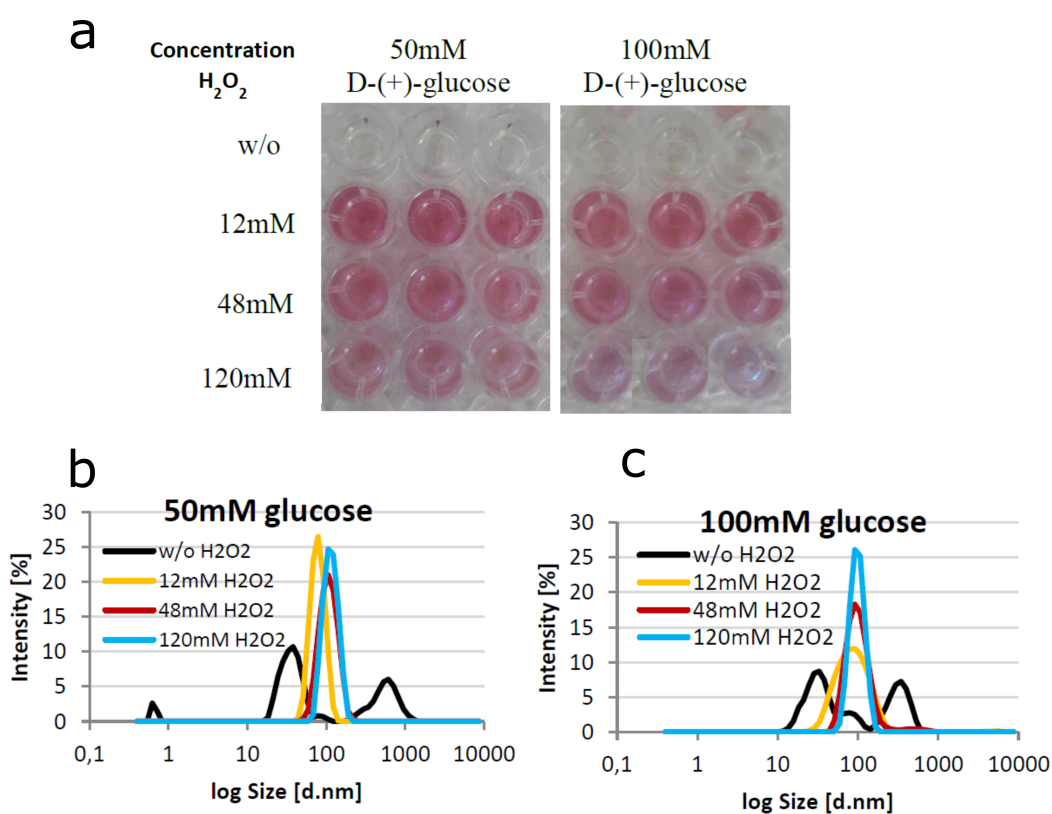 a
Concentration
H2O2
50mM
D-(+)-glucose
100mM
D-(+)-glucose
w/o
12mM
48mM
120mM
b
50mM glucose
30
25
20
15
10
5
0
Intensity [%]
w/o H2O2
12mM H2O2
48mM H2O2
120mM H2O2
0,1
1
10
100
1000
10000
log Size [d.nm]
c
100mM glucose
30
25
20
15
10
5
0
Intensity [%]
w/o H2O2
12mM H2O2
48mM H2O2
120mM H2O2
0,1
1
10
100
1000
10000
log Size [d.nm]